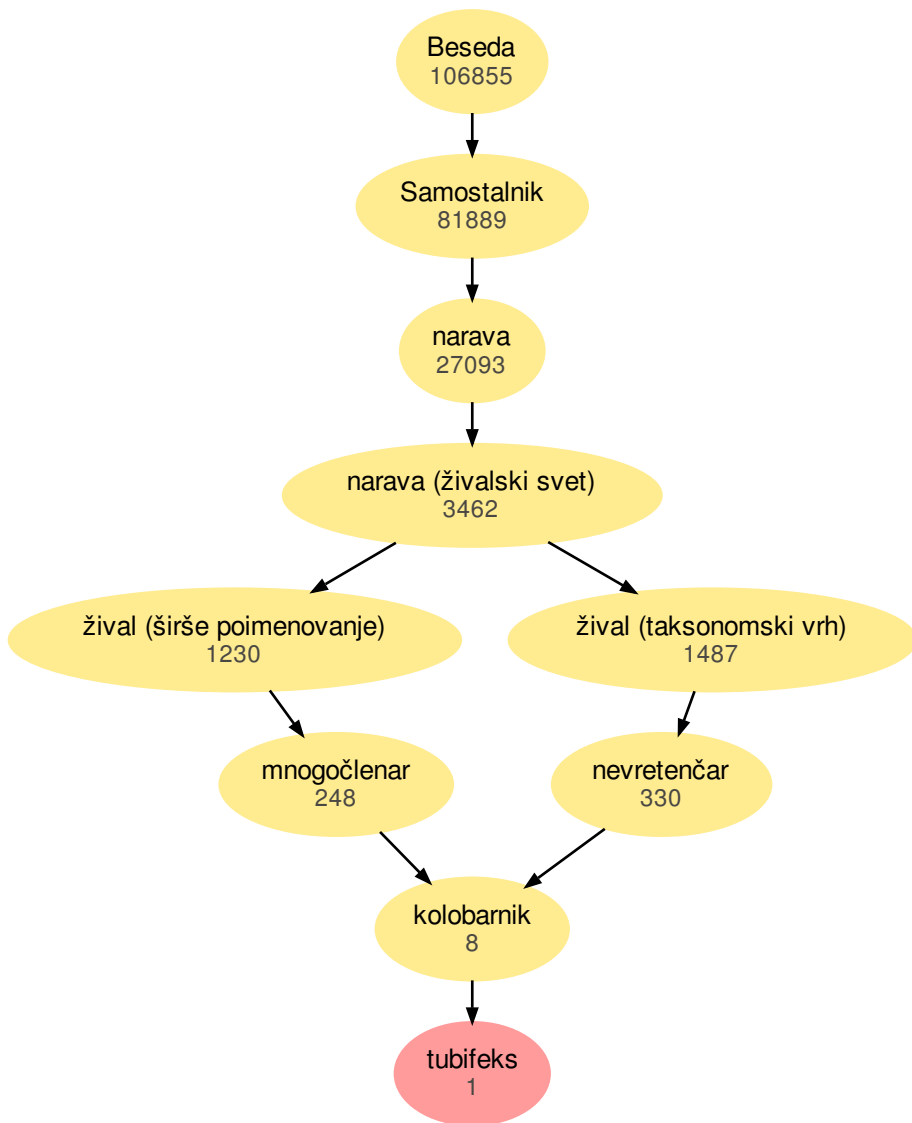 Beseda
106855
Samostalnik
81889
narava
27093
narava (živalski svet)
3462
žival (širše poimenovanje)
1230
žival (taksonomski vrh)
1487
mnogočlenar
248
nevretenčar
330
kolobarnik
8
tubifeks
1